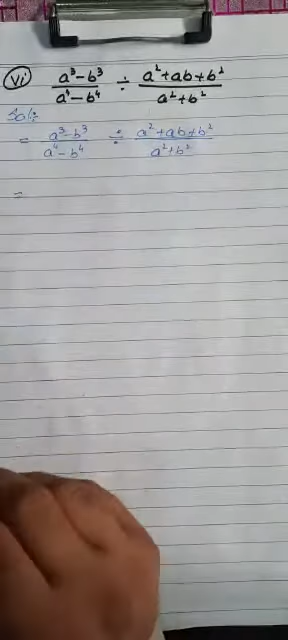 (vi) (a³-b³)/(a⁴-b⁴) ÷ (a²+ab+b²)/(a²+b²)
Sol:
= (a³-b³)/(a⁴-b⁴) ÷ (a²+ab+b²)/(a²+b²)
=